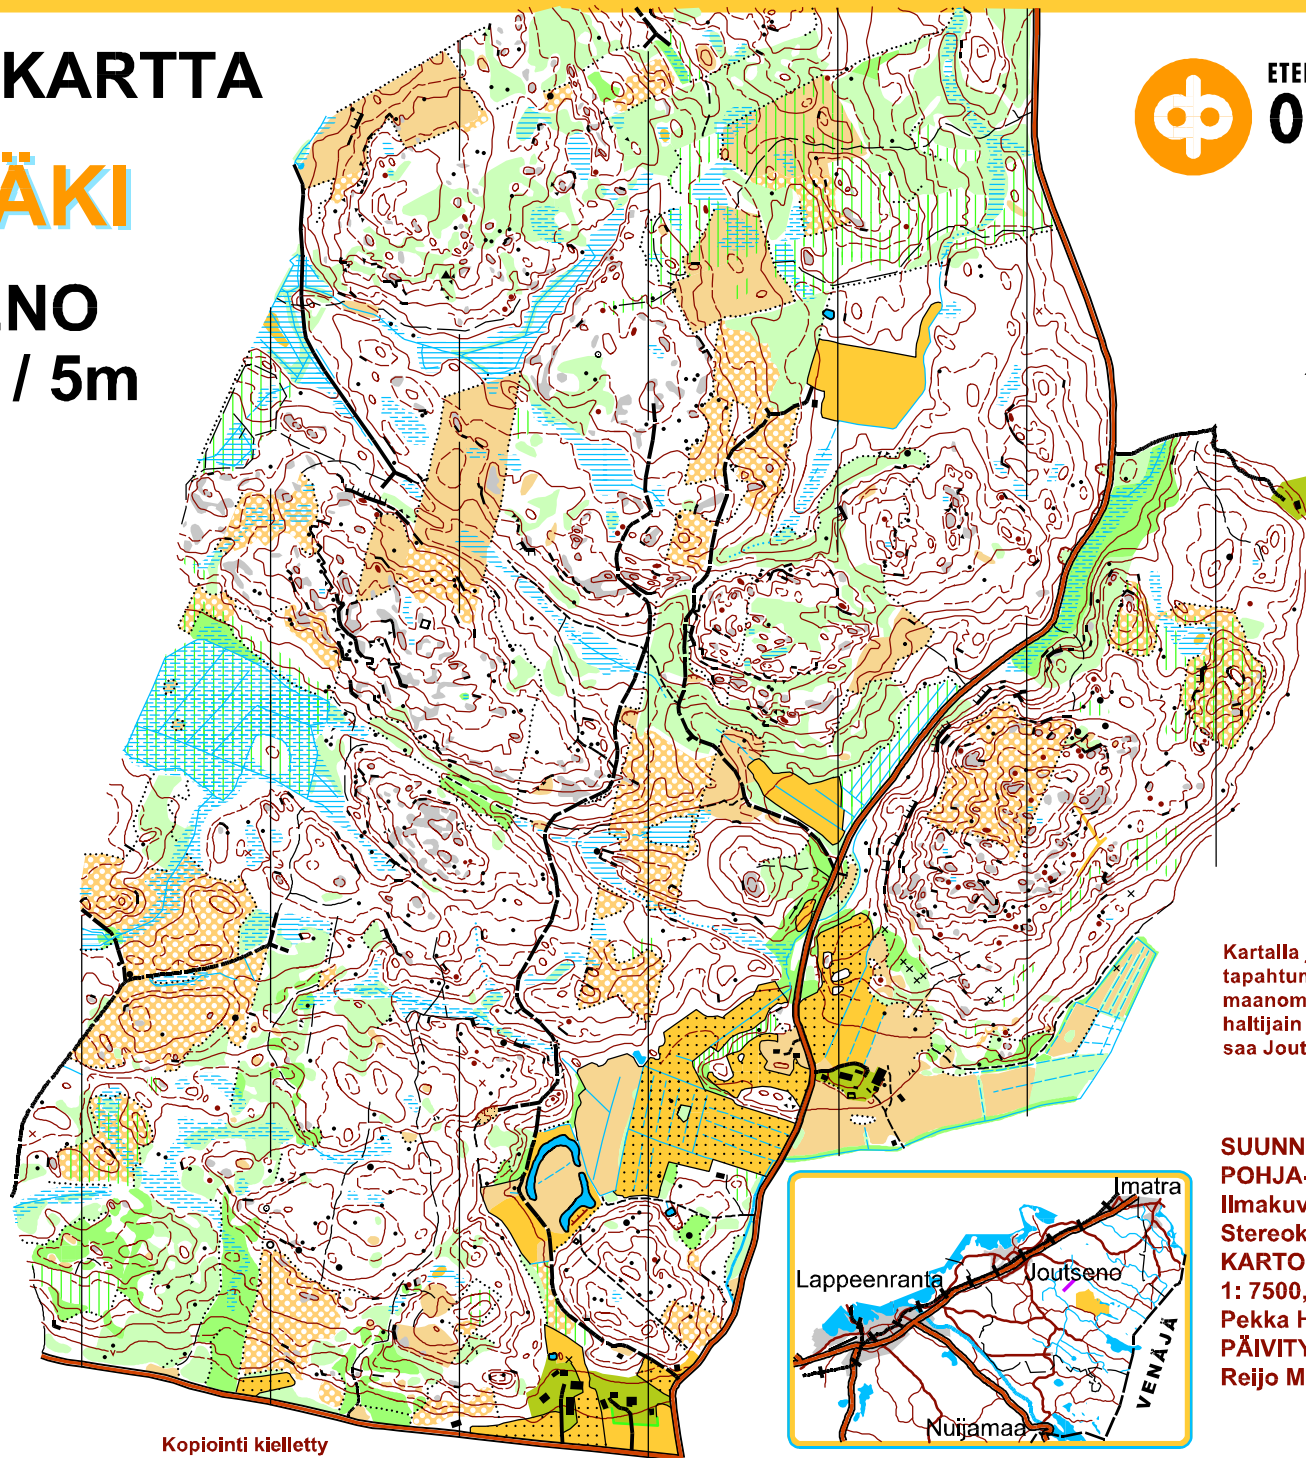 KARTTA
ÄKI
NO
/ 5m
ETE
Kartalla
tapahtu
maanom
haltijain
saa Jout
SUUNN
POHJA-
Ilmakuv
Stereok
KARTO
1: 7500,
Pekka H
PÄIVITY
Reijo M
Imatra
Lappeenranta
Joutseno
VENÄJÄ
Nuijamaa
Kopiointi kielletty